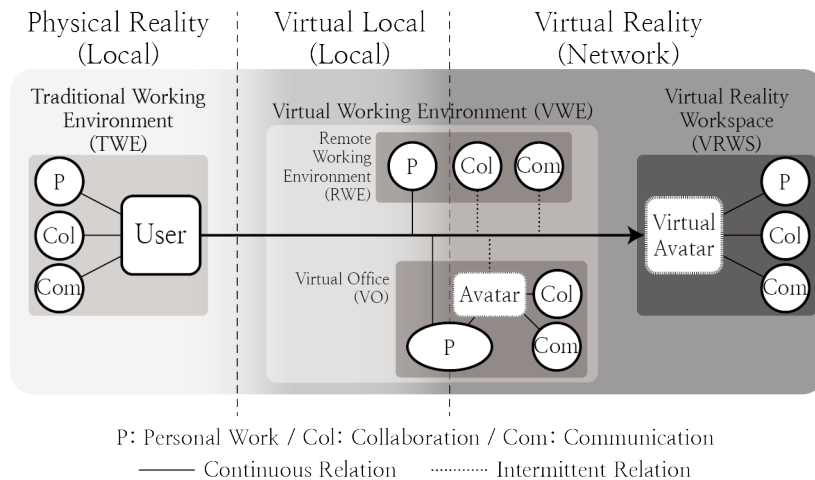 Physical Reality
(Local)
Virtual Local
(Local)
Virtual Reality
(Network)
Traditional Working
Environment
(TWE)
P
Col
Com
User
Virtual Working Environment (VWE)
Remote
Working
Environment
(RWE)
P
Col
Com
Virtual Office
(VO)
Avatar
Col
P
Com
Virtual Reality
Workspace
(VRWS)
Virtual
Avatar
P
Col
Com
P: Personal Work / Col: Collaboration / Com: Communication
Continuous Relation
Intermittent Relation